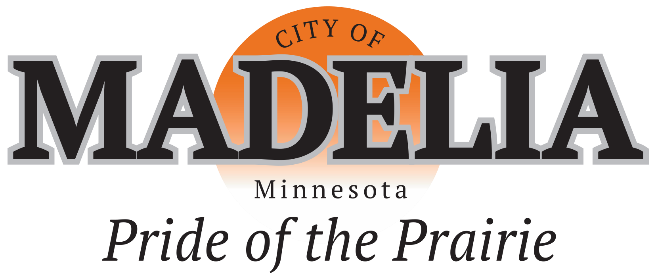 CITY OF
MADELIA
Minnesota
Pride of the Prairie